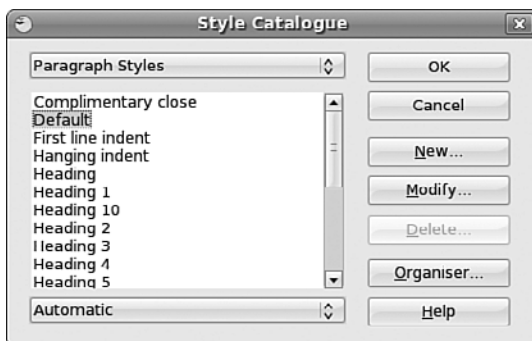 Style Catalogue
Paragraph Styles
Complimentary close
Default
First line indent
Hanging indent
Heading
Heading 1
Heading 10
Heading 2
Heading 3
Heading 4
Heading 5
Automatic
OK
Cancel
New...
Modify...
Delete...
Organiser...
Help